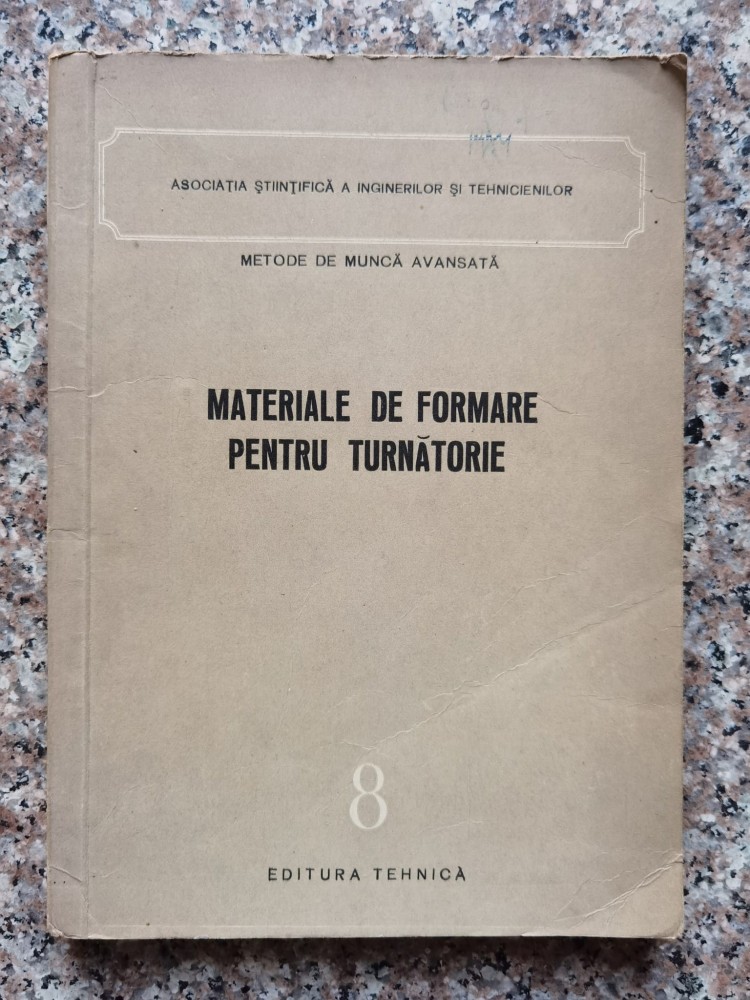 ASOCIAȚIA ȘTIINȚIFICĂ A INGINERILOR ȘI TEHNICIENILOR
METODE DE MUNCĂ AVANSATĂ
MATERIALE DE FORMARE
PENTRU TURNĂTORIE
8
EDITURA TEHNICĂ